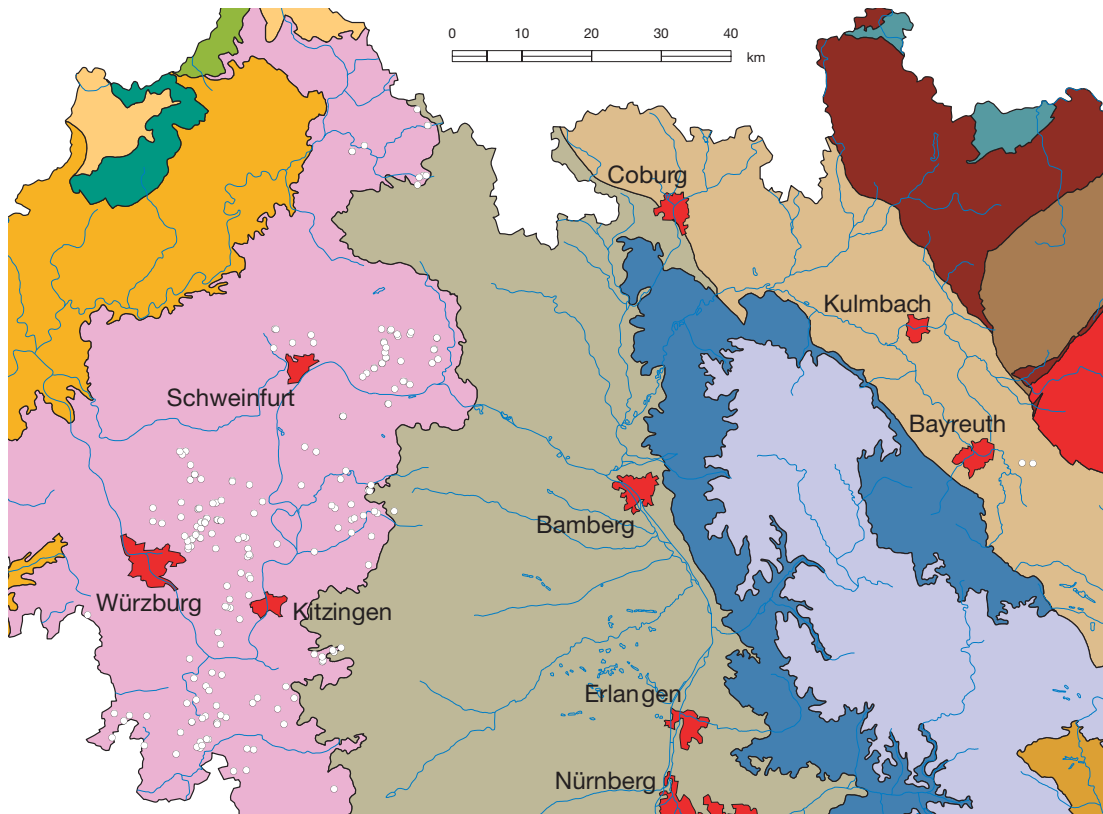 0 10 20 30 40
km
Coburg
Kulmbach
Schweinfurt
Bayreuth
Bamberg
Würzburg
Kitzingen
Erlangen
Nürnberg